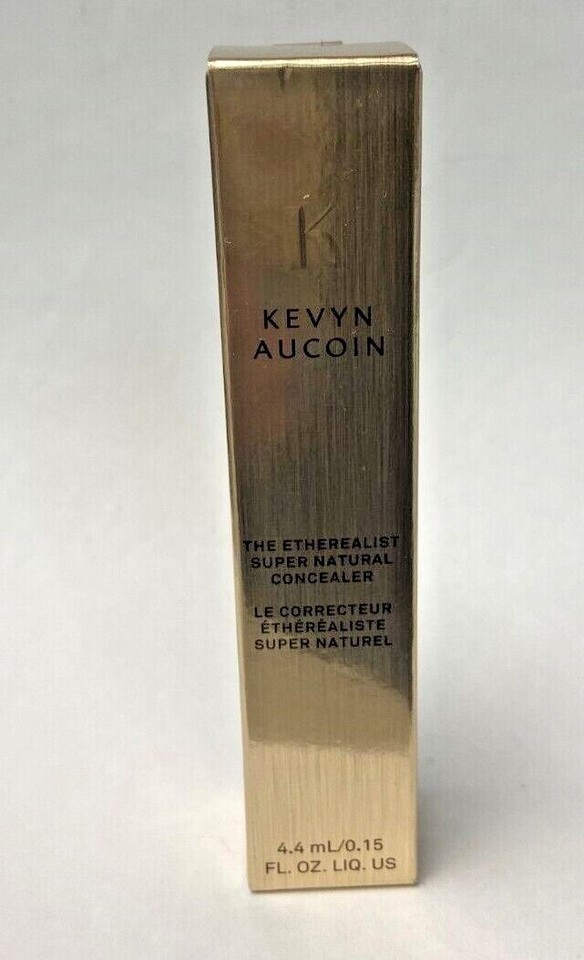 K
KEVYN
AUCOIN
THE ETHEREALIST
SUPER NATURAL
CONCEALER
LE CORRECTEUR
ÉTHÉRÉALISTE
SUPER NATUREL
4.4 mL/0.15
FL. OZ. LIQ. US